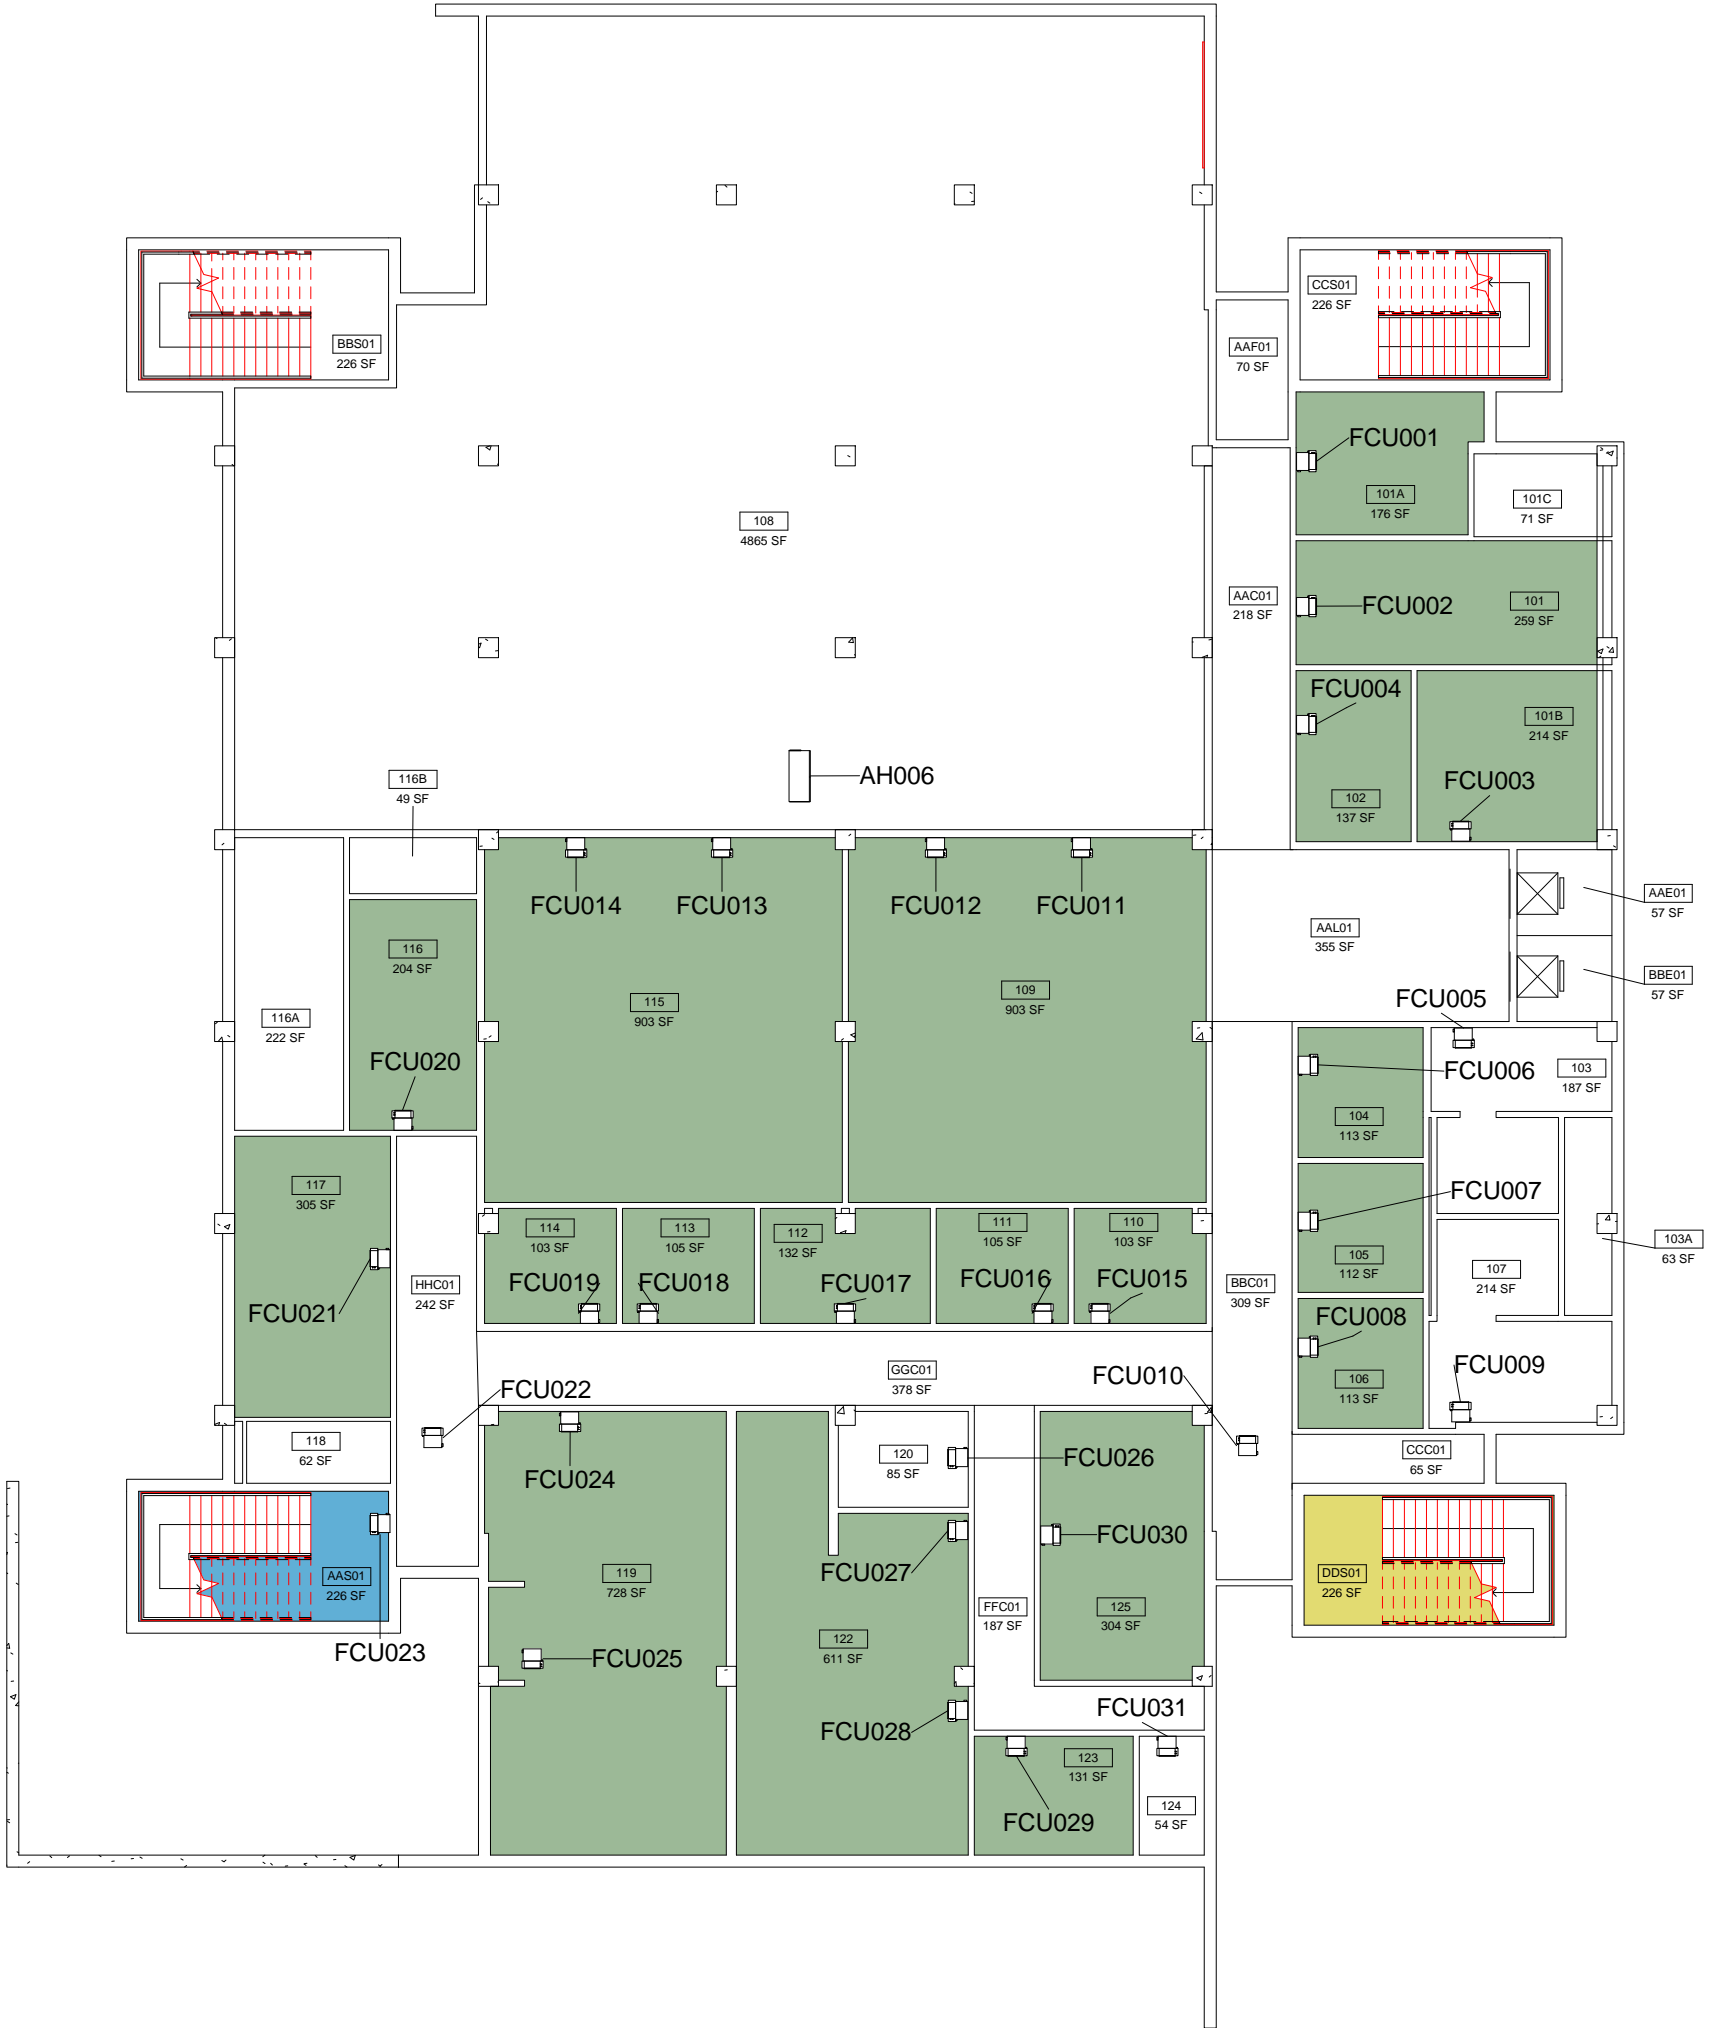 BBS01
226 SF
CCS01
226 SF
AAF01
70 SF
FCU001
101A
176 SF
101C
71 SF
108
4865 SF
AAC01
218 SF
FCU002
101
259 SF
FCU004
101B
214 SF
102
137 SF
FCU003
AH006
116B
49 SF
FCU014
FCU013
FCU012
FCU011
AAE01
57 SF
AAL01
355 SF
BBE01
57 SF
116
204 SF
115
903 SF
109
903 SF
116A
222 SF
FCU005
FCU020
FCU006
103
187 SF
104
113 SF
117
305 SF
FCU007
114
103 SF
113
105 SF
112
132 SF
111
105 SF
110
103 SF
103A
63 SF
105
112 SF
107
214 SF
HHC01
242 SF
FCU019
FCU018
FCU017
FCU016
FCU015
BBC01
309 SF
FCU021
FCU008
GGC01
378 SF
FCU009
FCU010
FCU022
106
113 SF
118
62 SF
120
85 SF
FCU026
CCC01
65 SF
FCU024
FCU030
AAS01
226 SF
119
728 SF
FCU027
DDS01
226 SF
FFC01
187 SF
125
304 SF
FCU023
FCU025
122
611 SF
FCU028
FCU031
123
131 SF
124
54 SF
FCU029